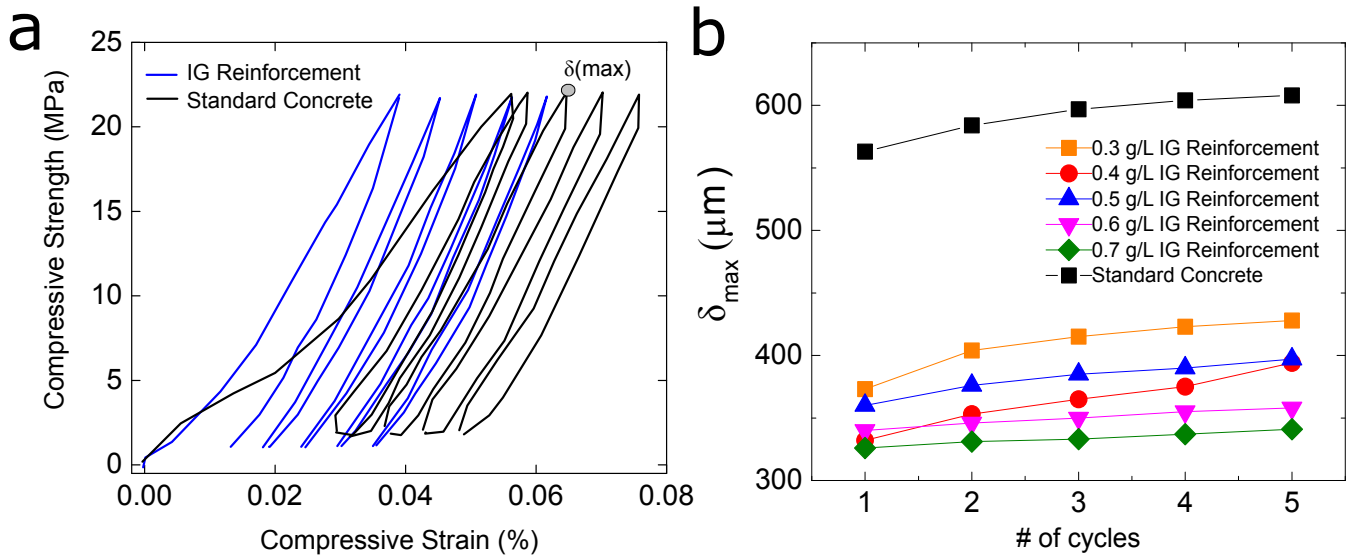 a
Compressive Strength (MPa)
25
20
15
10
5
0
IG Reinforcement
Standard Concrete
δ(max)
0.00 0.02 0.04 0.06 0.08
Compressive Strain (%)
b
δmax (μm)
600
500
400
300
0.3 g/L IG Reinforcement
0.4 g/L IG Reinforcement
0.5 g/L IG Reinforcement
0.6 g/L IG Reinforcement
0.7 g/L IG Reinforcement
Standard Concrete
1 2 3 4 5
# of cycles